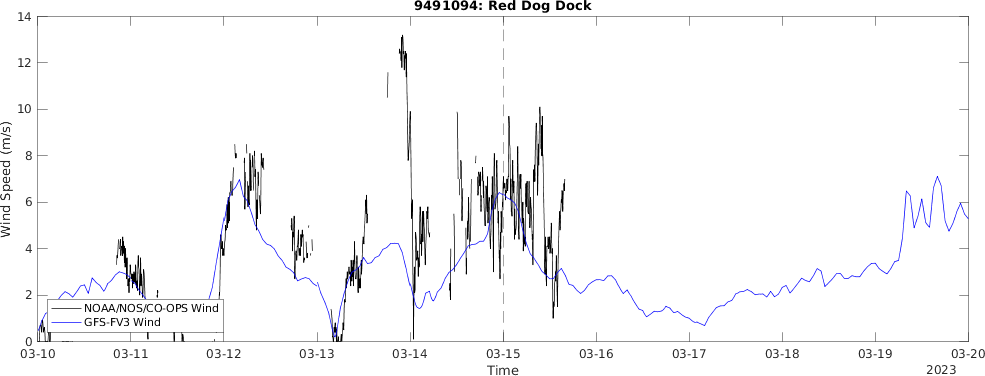 9491094: Red Dog Dock
14
12
10
8
6
4
2
0
Wind Speed (m/s)
NOAA/NOS/CO-OPS Wind
GFS-FV3 Wind
03-10 03-11 03-12 03-13 03-14 03-15 03-16 03-17 03-18 03-19 03-20
Time
2023